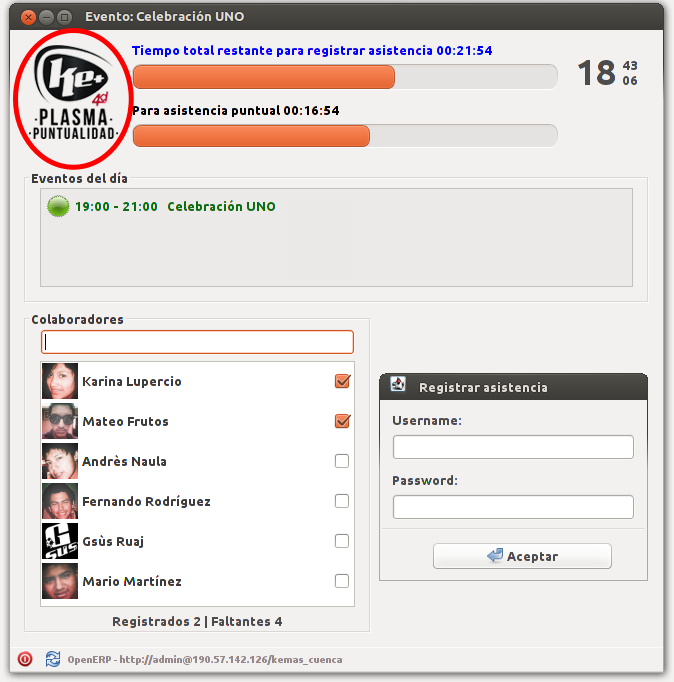 Evento: Celebración UNO
Ke+
4d
·PLASMA·
·PUNTUALIDAD·
Tiempo total restante para registrar asistencia 00:21:54
Para asistencia puntual 00:16:54
18 43
06
Eventos del día
19:00 - 21:00 Celebración UNO
Colaboradores
Karina Lupercio
Mateo Frutos
Andrès Naula
Fernando Rodríguez
GSUS
Gsùs Ruaj
Mario Martínez
Registrados 2 | Faltantes 4
Registrar asistencia
Username:
Password:
Aceptar
OpenERP - http://admin@190.57.142.126/kemas_cuenca